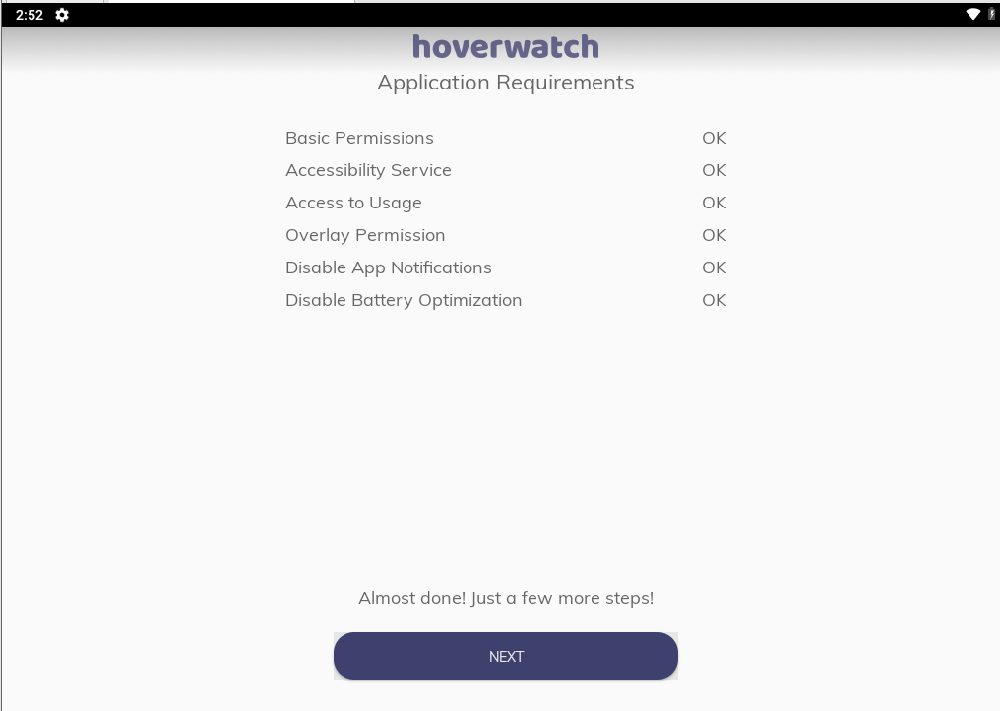 2:52
hoverwatch
Application Requirements
Basic Permissions OK
Accessibility Service OK
Access to Usage OK
Overlay Permission OK
Disable App Notifications OK
Disable Battery Optimization OK
Almost done! Just a few more steps!
NEXT